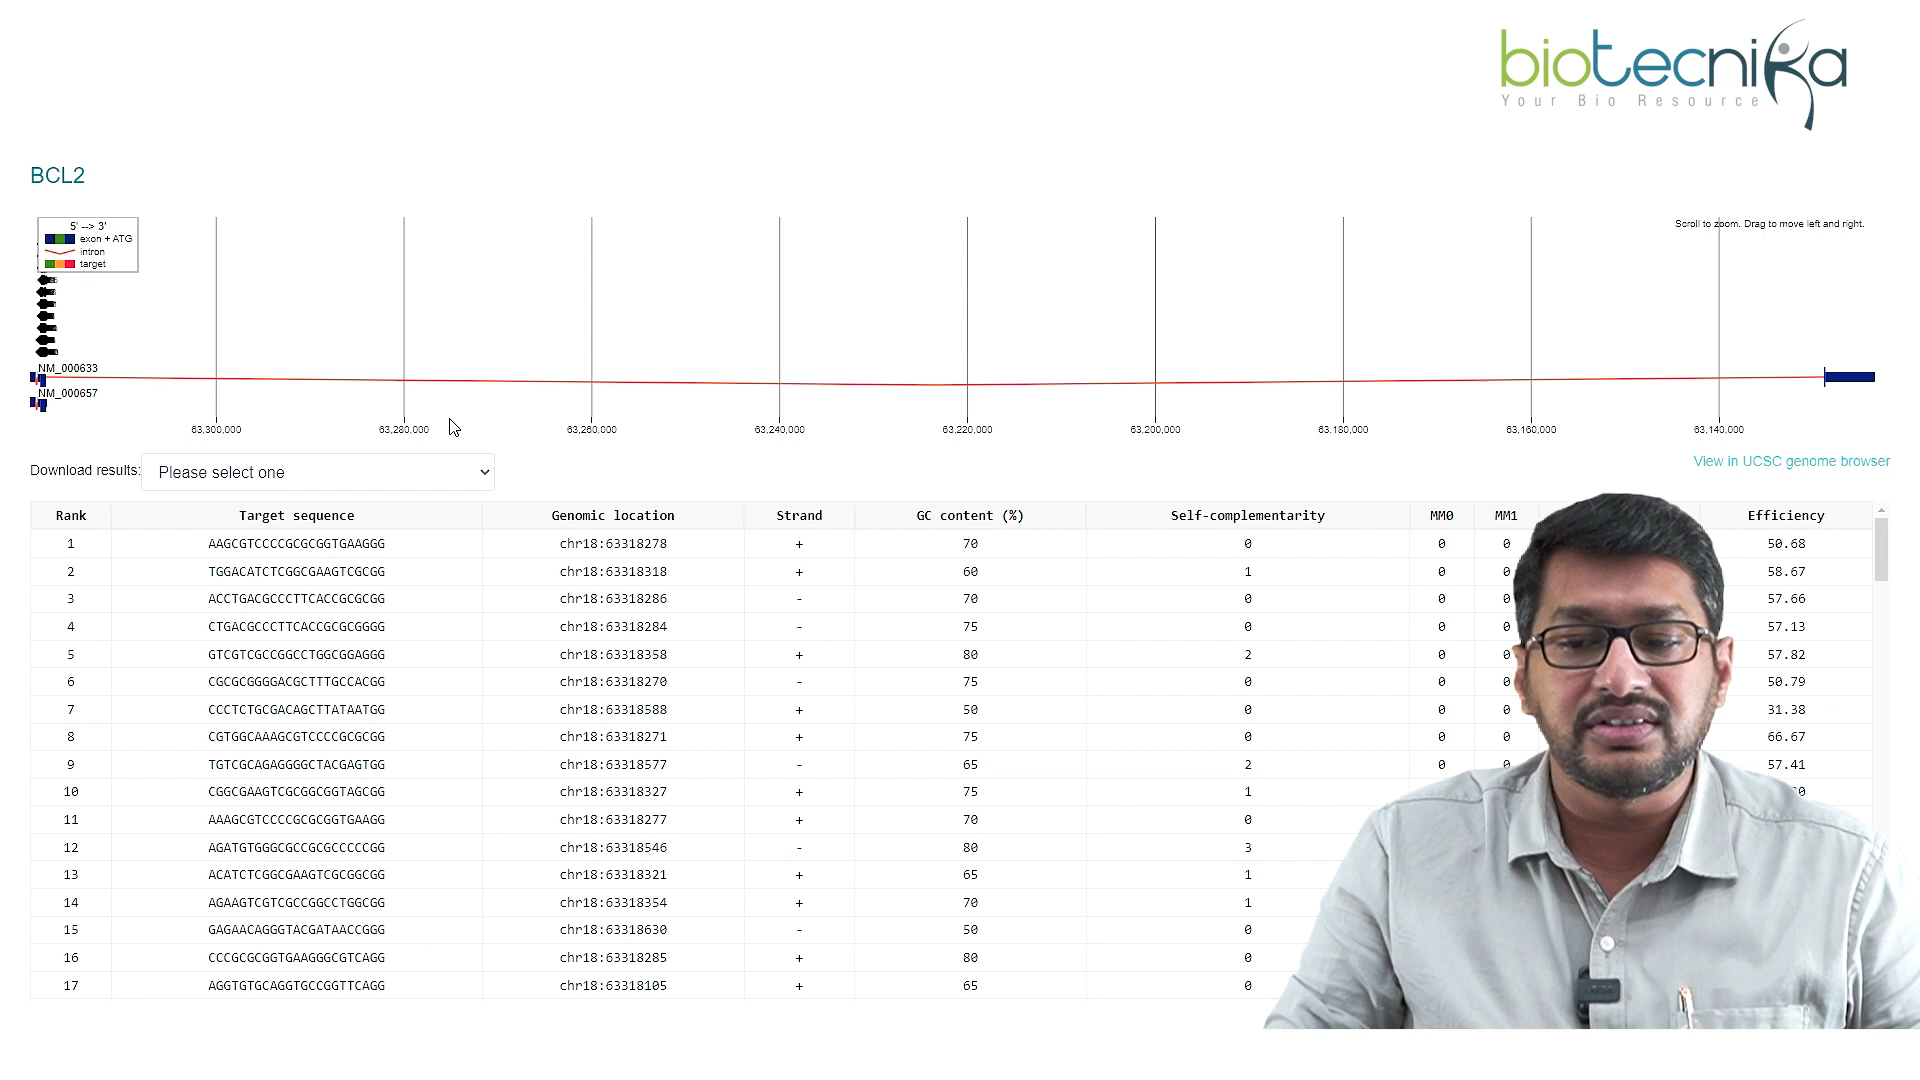 biotecnika
Your Bio Resource
BCL2
5' --> 3'
exon + ATG
intron
target
Scroll to zoom. Drag to move left and right.
NM_000633
NM_000657
63,300,000 63,280,000 63,260,000 63,240,000 63,220,000 63,200,000 63,180,000 63,160,000 63,140,000
Download results: Please select one
View in UCSC genome browser
Rank Target sequence Genomic location Strand GC content (%) Self-complementarity MM0 MM1 Efficiency
1 AAGCGTCCCCGCGCGGTGAAGGG chr18:63318278 + 70 0 0 0 50.68
2 TGGACATCTCGGCGAAGTCGCGG chr18:63318318 + 60 1 0 0 58.67
3 ACCTGACGCCCTTCACCGCGCGG chr18:63318286 - 70 0 0 0 57.66
4 CTGACGCCCTTCACCGCGCGGGG chr18:63318284 - 75 0 0 0 57.13
5 GTCGTCGCCGGCCTGGCGGAGGG chr18:63318358 + 80 2 0 0 57.82
6 CGCGCGGGGACGCTTTGCCACGG chr18:63318270 - 75 0 0 0 50.79
7 CCCTCTGCGACAGCTTATAATGG chr18:63318588 + 50 0 0 0 31.38
8 CGTGGCAAAGCGTCCCCGCGCGG chr18:63318271 + 75 0 0 0 66.67
9 TGTCGCAGAGGGGCTACGAGTGG chr18:63318577 - 65 2 0 0 57.41
10 CGGCGAAGTCGCGGCGGTAGCGG chr18:63318327 + 75 1
11 AAAGCGTCCCCGCGCGGTGAAGG chr18:63318277 + 70 0
12 AGATGTGGGCGCCGCGCCCCCGG chr18:63318546 - 80 3
13 ACATCTCGGCGAAGTCGCGGCGG chr18:63318321 + 65 1
14 AGAAGTCGTCGCCGGCCTGGCGG chr18:63318354 + 70 1
15 GAGAACAGGGTACGATAACCGGG chr18:63318630 - 50 0
16 CCCGCGCGGTGAAGGGCGTCAGG chr18:63318285 + 80 0
17 AGGTGTGCAGGTGCCGGTTCAGG chr18:63318105 + 65 0